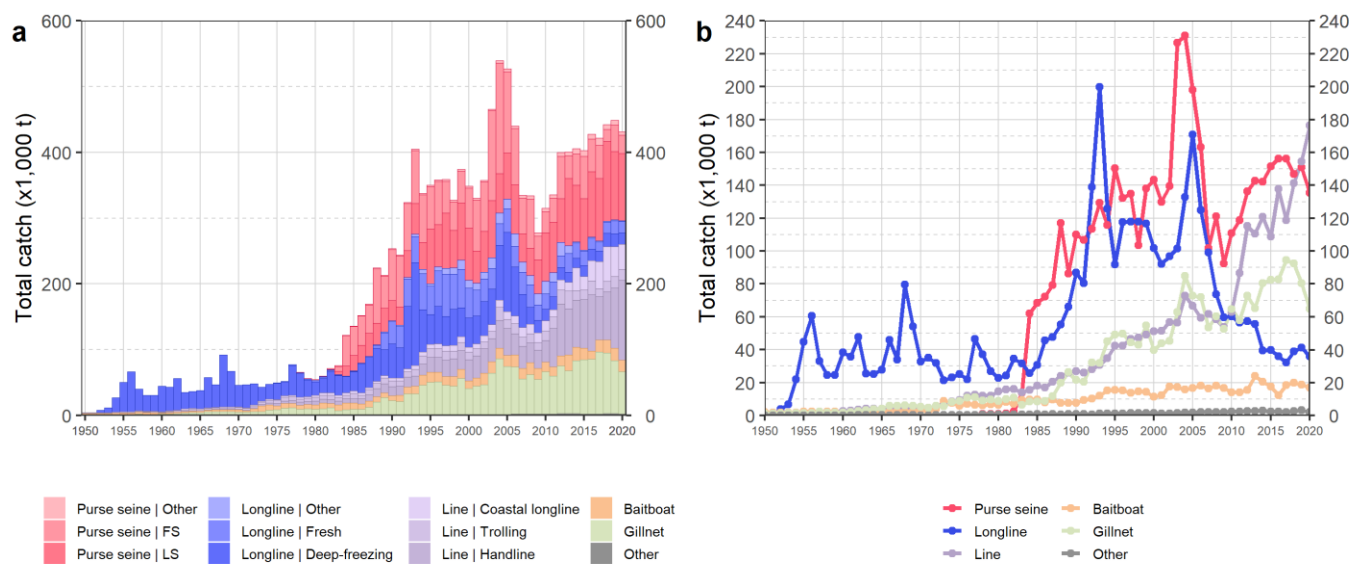 a
Total catch (x1,000 t)
600
400
200
0
600
400
200
0
1950 1955 1960 1965 1970 1975 1980 1985 1990 1995 2000 2005 2010 2015 2020
Purse seine | Other
Purse seine | FS
Purse seine | LS
Longline | Other
Longline | Fresh
Longline | Deep-freezing
Line | Coastal longline
Line | Trolling
Line | Handline
Baitboat
Gillnet
Other
b
Total catch (x1,000 t)
240
220
200
180
160
140
120
100
80
60
40
20
0
240
220
200
180
160
140
120
100
80
60
40
20
0
1950 1955 1960 1965 1970 1975 1980 1985 1990 1995 2000 2005 2010 2015 2020
Purse seine
Longline
Line
Baitboat
Gillnet
Other